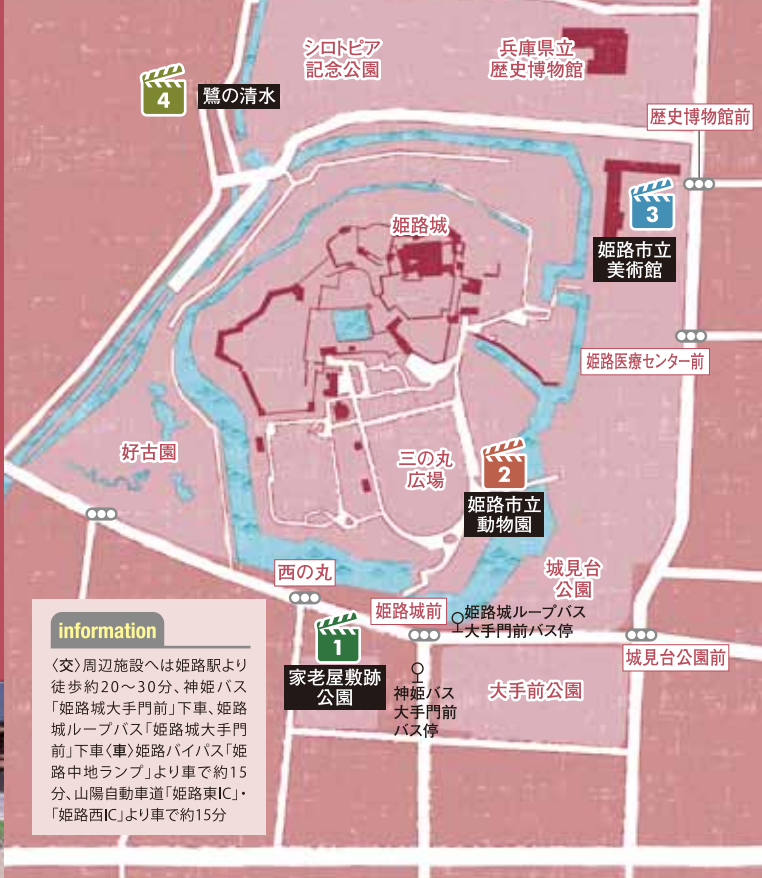 シロトピア
記念公園
兵庫県立
歴史博物館
4
鷺の清水
歴史博物館前
3
姫路市立
美術館
姫路城
姫路医療センター前
好古園
三の丸
広場
2
姫路市立
動物園
城見台
公園
西の丸
姫路城前
姫路城ループバス
大手門前バス停
1
家老屋敷跡
公園
神姫バス
大手門前
バス停
大手前公園
城見台公園前
information
〈交〉周辺施設へは姫路駅より
徒歩約20〜30分、神姫バス
「姫路城大手門前」下車、姫路
城ループバス「姫路城大手門
前」下車〈車〉姫路バイパス「姫
路中地ランプ」より車で約15
分、山陽自動車道「姫路東IC」・
「姫路西IC」より車で約15分